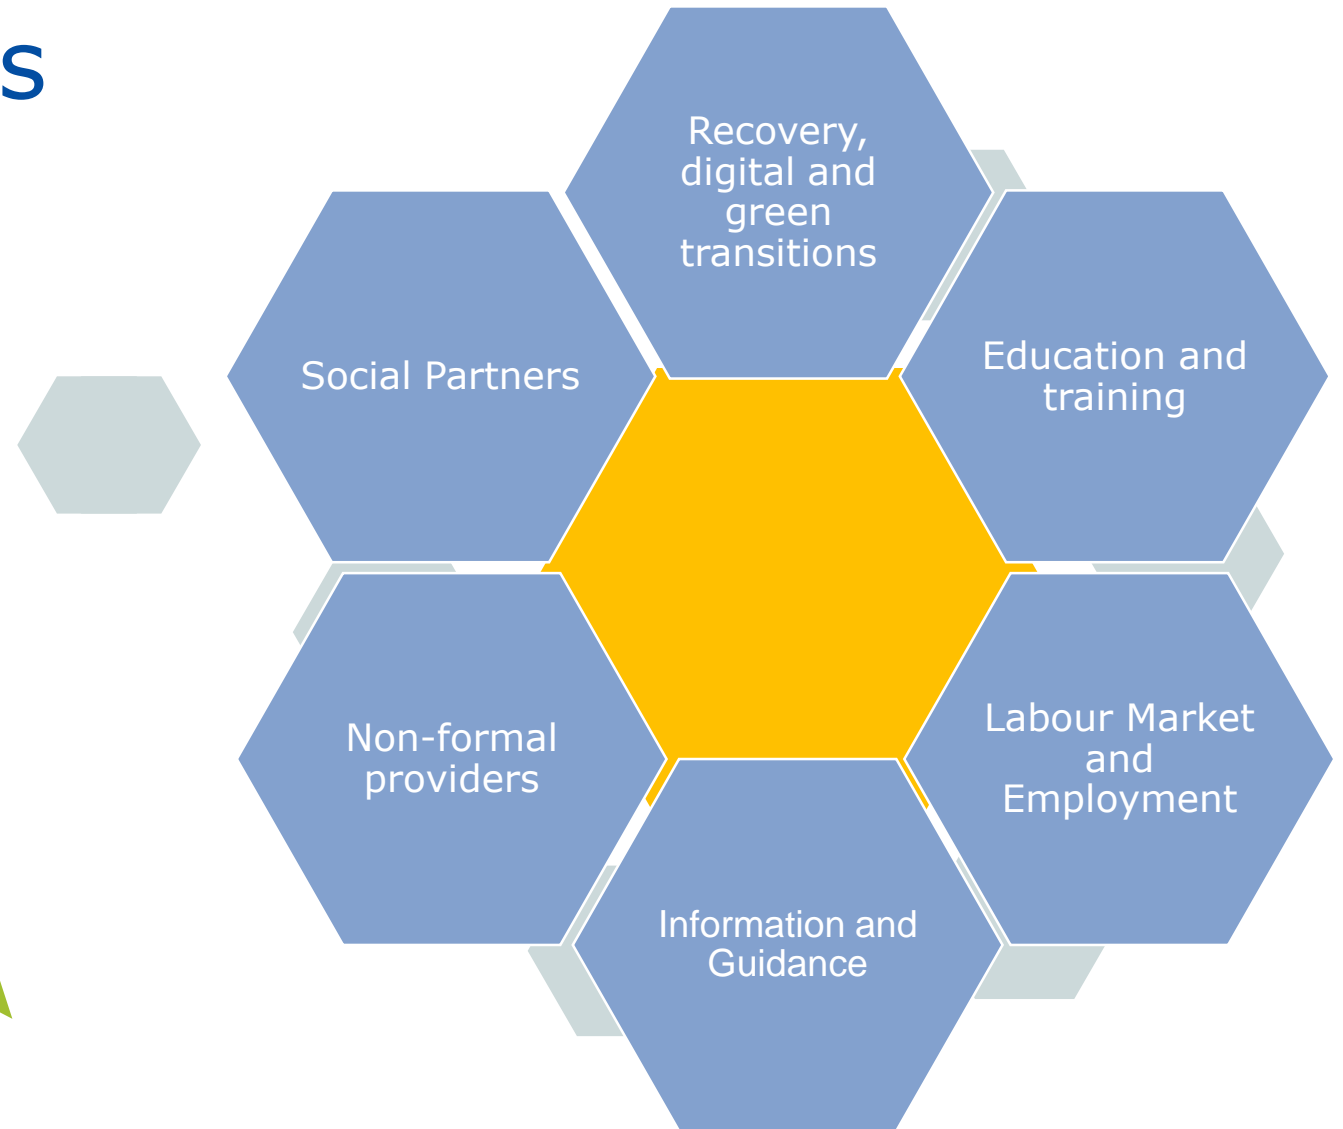 s
Recovery,
digital and
green
transitions
Social Partners
Education and
training
Non-formal
providers
Labour Market
and
Employment
Information and
Guidance